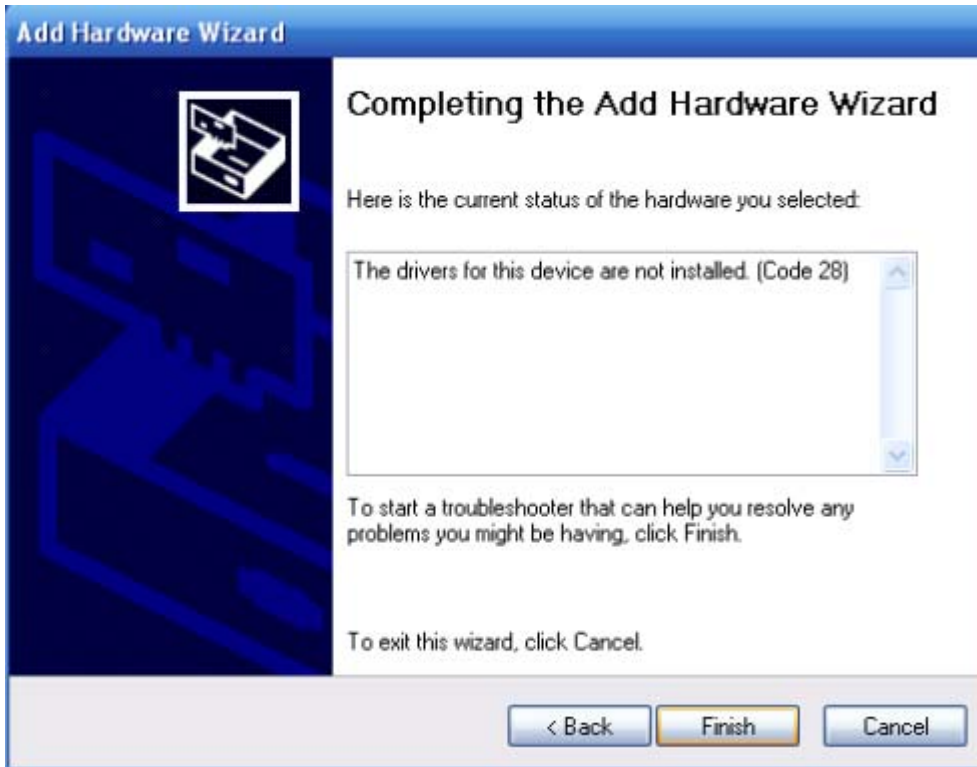 Add Hardware Wizard
Completing the Add Hardware Wizard
Here is the current status of the hardware you selected:
The drivers for this device are not installed. (Code 28)
To start a troubleshooter that can help you resolve any
problems you might be having, click Finish.
To exit this wizard, click Cancel.
< Back Finish Cancel